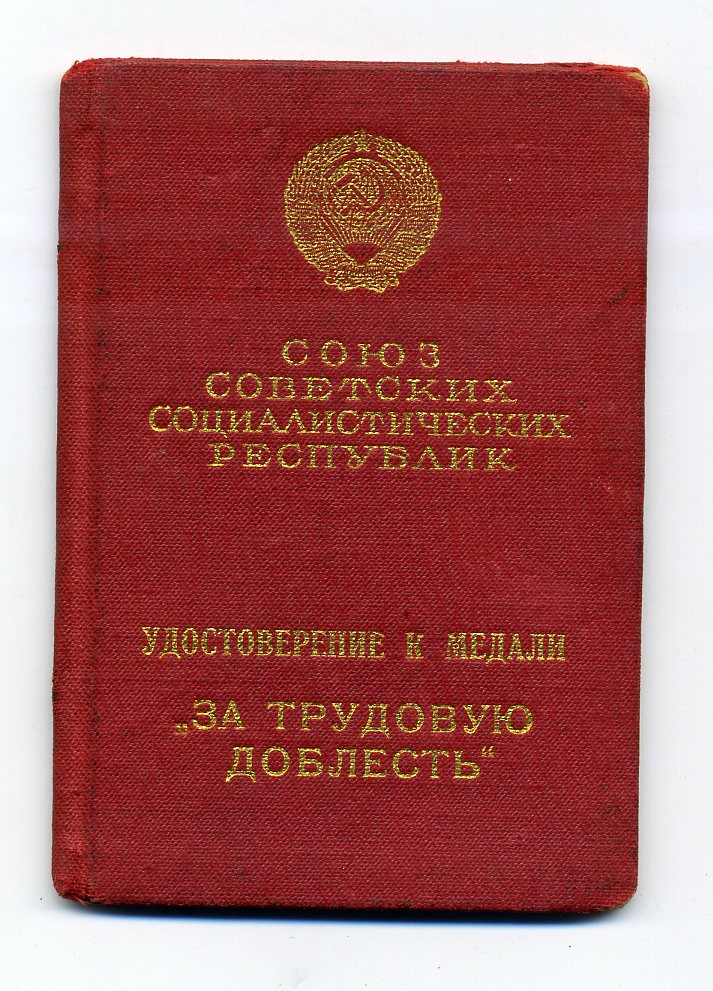 СОЮЗ
СОВЕТСКИХ
СОЦИАЛИСТИЧЕСКИХ
РЕСПУБЛИК
УДОСТОВЕРЕНИЕ К МЕДАЛИ
„ЗА ТРУДОВУЮ
ДОБЛЕСТЬ“